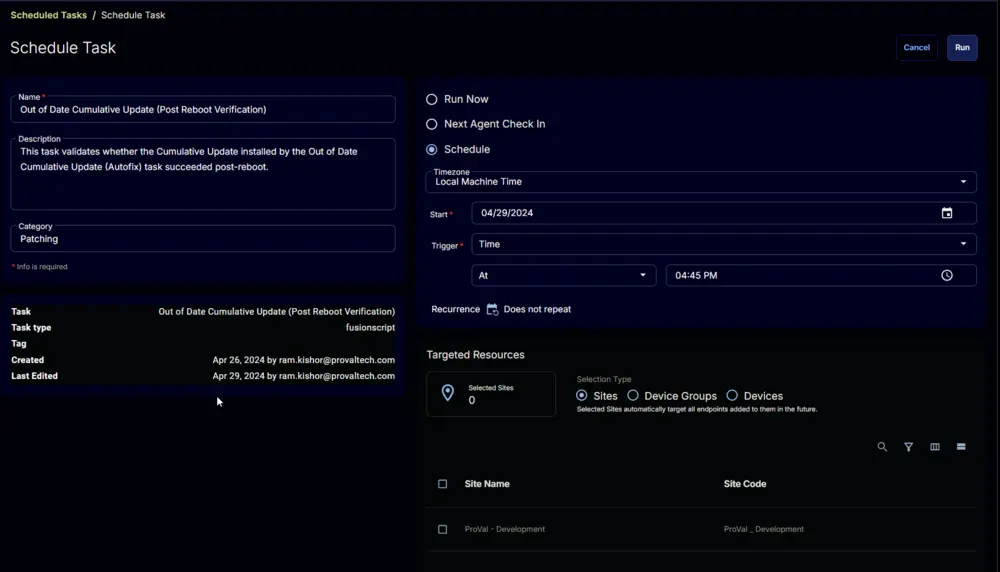 Scheduled Tasks / Schedule Task
Schedule Task
Cancel
Run
Name *
Out of Date Cumulative Update (Post Reboot Verification)
Description
This task validates whether the Cumulative Update installed by the Out of Date
Cumulative Update (Autofix) task succeeded post-reboot.
Category
Patching
* Info is required
Task Out of Date Cumulative Update (Post Reboot Verification)
Task type fusionscript
Tag
Created Apr 26, 2024 by ram.kishor@provaltech.com
Last Edited Apr 29, 2024 by ram.kishor@provaltech.com
Run Now
Next Agent Check In
Schedule
Timezone
Local Machine Time
Start * 04/29/2024
Trigger * Time
At 04:45 PM
Recurrence Does not repeat
Targeted Resources
Selected Sites
0
Selection Type
Sites Device Groups Devices
Selected Sites automatically target all endpoints added to them in the future.
Site Name Site Code
ProVal - Development ProVal _ Development